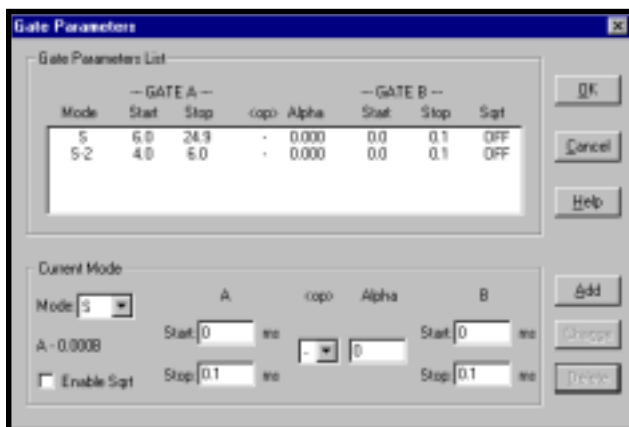 Gate Parameters
Gate Parameters List
-- GATE A -- -- GATE B --
Mode Start Stop <op> Alpha Start Stop Sqrt
S 6.0 24.9 - 0.000 0.0 0.1 OFF
S-2 4.0 6.0 - 0.000 0.0 0.1 OFF
OK
Cancel
Help
Current Mode
A <op> Alpha B
Mode: S
Start: 0 ms - 0 Start: 0 ms
A - 0.000B
Enable Sqrt
Stop: 0.1 ms Stop: 0.1 ms
Add
Change
Delete